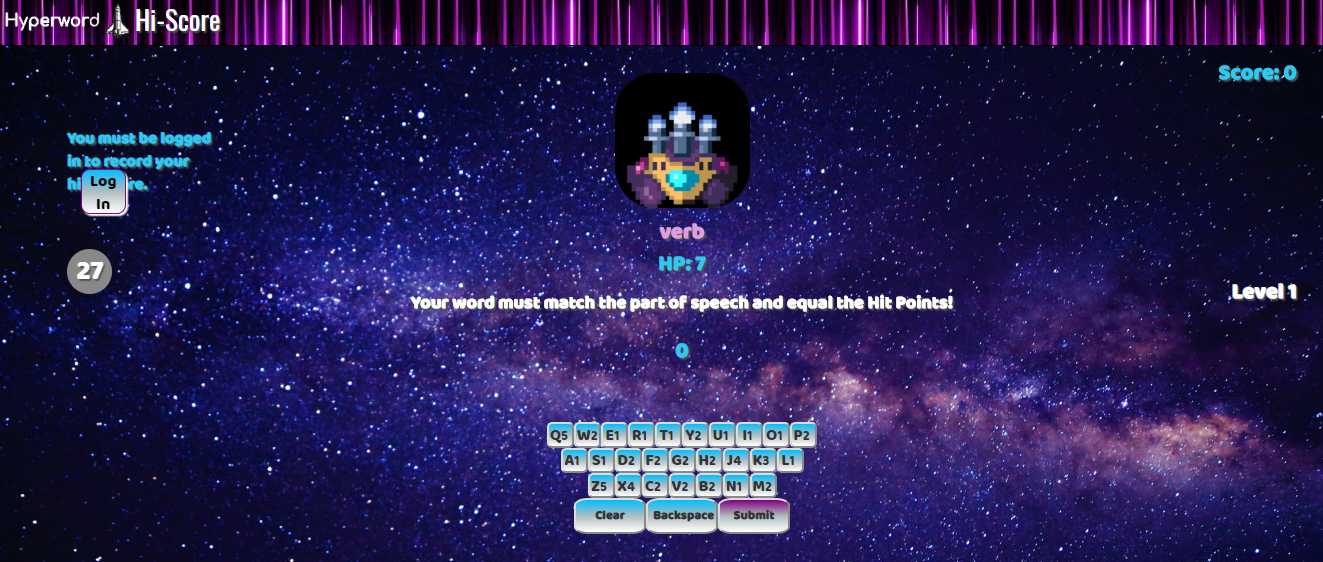 Hyperword Hi-Score
Score: 0
You must be logged
in to record your
re.
Log
In
verb
HP: 7
27
Level 1
Your word must match the part of speech and equal the Hit Points!
0
Q5 W2 E1 R1 T1 Y2 U1 I1 O1 P2
A1 S1 D2 F2 G2 H2 J4 K3 L1
Z5 X4 C2 V2 B2 N1 M2
Clear Backspace Submit